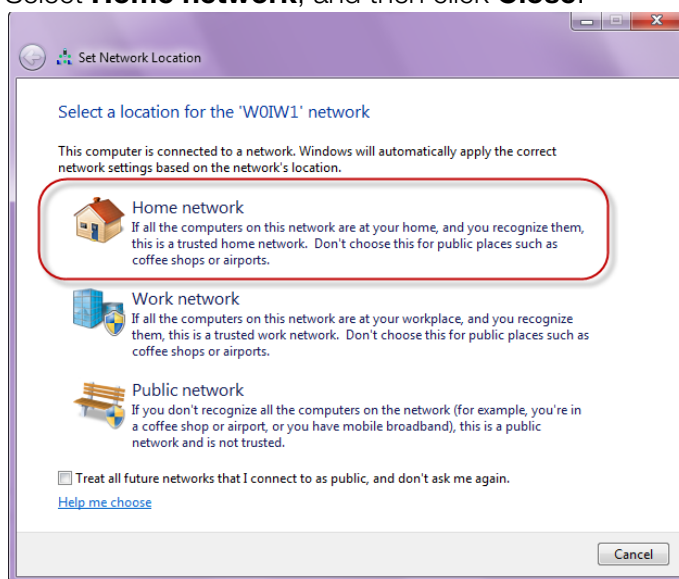 Select Home network, and then click Close.
Set Network Location
Select a location for the 'W0IW1' network
This computer is connected to a network. Windows will automatically apply the correct
network settings based on the network's location.
Home network
If all the computers on this network are at your home, and you recognize them,
this is a trusted home network.  Don't choose this for public places such as
coffee shops or airports.
Work network
If all the computers on this network are at your workplace, and you recognize
them, this is a trusted work network.  Don't choose this for public places such as
coffee shops or airports.
Public network
If you don't recognize all the computers on the network (for example, you're in
a coffee shop or airport, or you have mobile broadband), this is a public
network and is not trusted.
Treat all future networks that I connect to as public, and don't ask me again.
Help me choose
Cancel